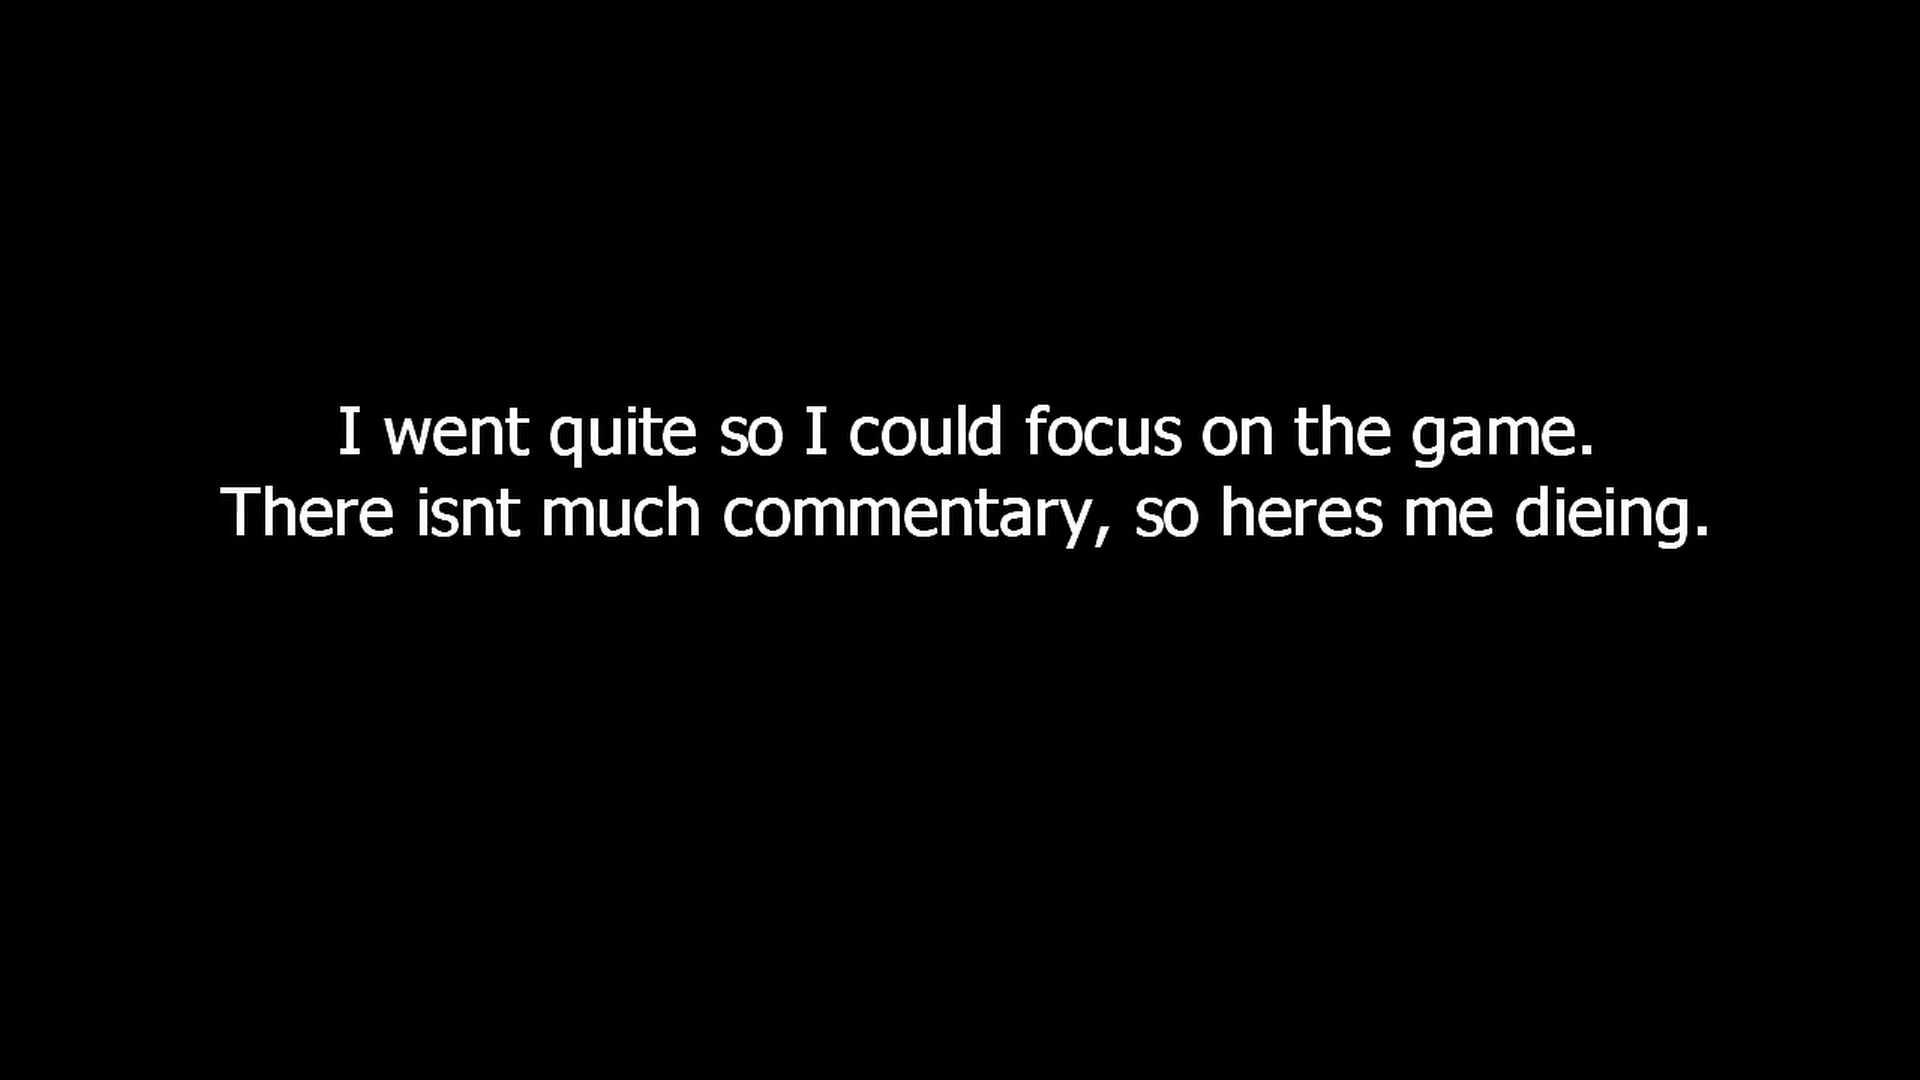 I went quite so I could focus on the game.
There isnt much commentary, so heres me dieing.